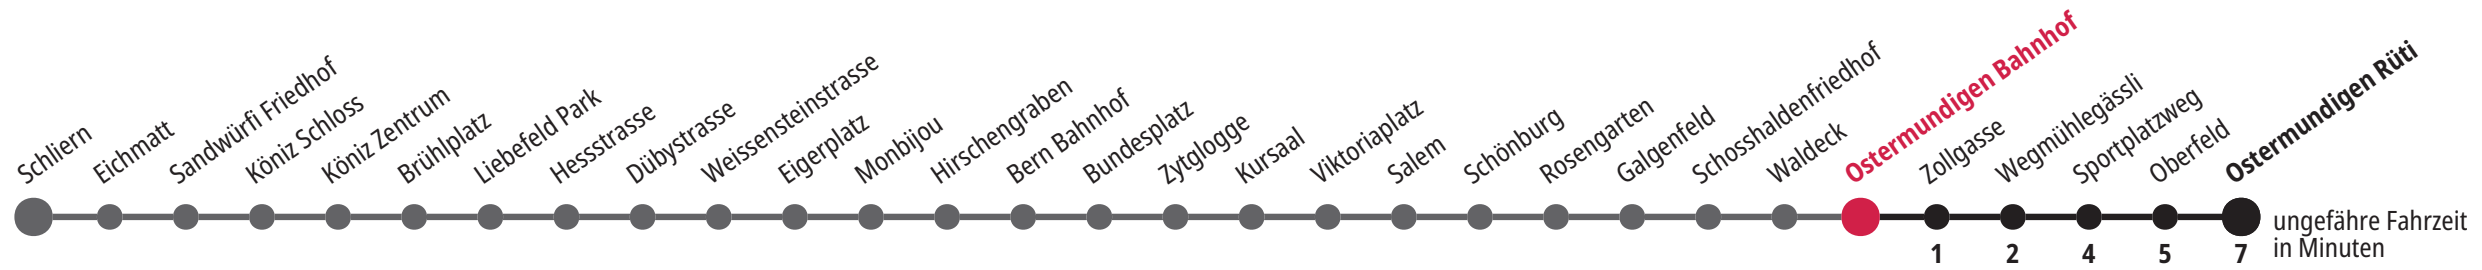 Schliern
Eichmatt
Sandwürfi Friedhof
Köniz Schloss
Köniz Zentrum
Brühlplatz
Liebefeld Park
Hessstrasse
Dübystrasse
Weissensteinstrasse
Eigerplatz
Monbijou
Hirschengraben
Bern Bahnhof
Bundesplatz
Zytglogge
Kursaal
Viktoriaplatz
Salem
Schönburg
Rosengarten
Galgenfeld
Schosshaldenfriedhof
Waldeck
Ostermundigen Bahnhof
Zollgasse
Wegmühlegässli
Sportplatzweg
Oberfeld
Ostermundigen Rüti
1 2 4 5 7
ungefähre Fahrzeit
in Minuten